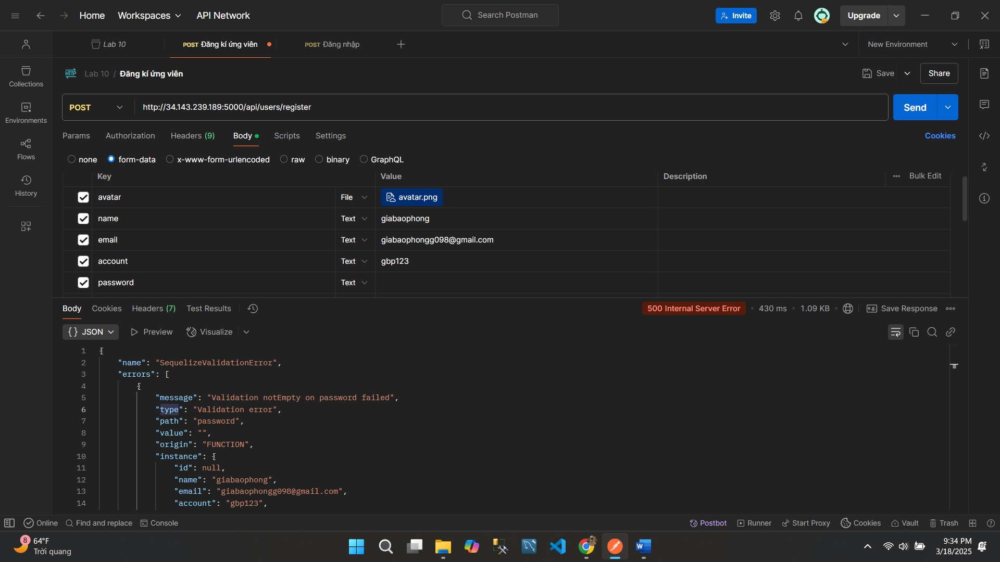 Home
Workspaces
API Network
Search Postman
Invite
Upgrade
Lab 10
POST Đăng kí ứng viên
POST Đăng nhập
New Environment
HTTP Lab 10 / Đăng kí ứng viên
Save
Share
Collections
Environments
Flows
History
POST
http://34.143.239.189:5000/api/users/register
Send
Params
Authorization
Headers (9)
Body
Scripts
Settings
Cookies
none
form-data
x-www-form-urlencoded
raw
binary
GraphQL
Key
Value
Description
Bulk Edit
avatar File avatar.png
name Text giabaophong
email Text giabaophongg098@gmail.com
account Text gbp123
password Text
Body
Cookies
Headers (7)
Test Results
500 Internal Server Error
430 ms
1.09 KB
e.g.
Save Response
{} JSON
Preview
Visualize
1 {
2 "name": "SequelizeValidationError",
3 "errors": [
4 {
5 "message": "Validation notEmpty on password failed",
6 "type": "Validation error",
7 "path": "password",
8 "value": "",
9 "origin": "FUNCTION",
10 "instance": {
11 "id": null,
12 "name": "giabaophong",
13 "email": "giabaophongg098@gmail.com",
14 "account": "gbp123",
Online
Find and replace
Console
Postbot
Runner
Start Proxy
Cookies
Vault
Trash
8
64°F
Trời quang
W
9:34 PM
3/18/2025